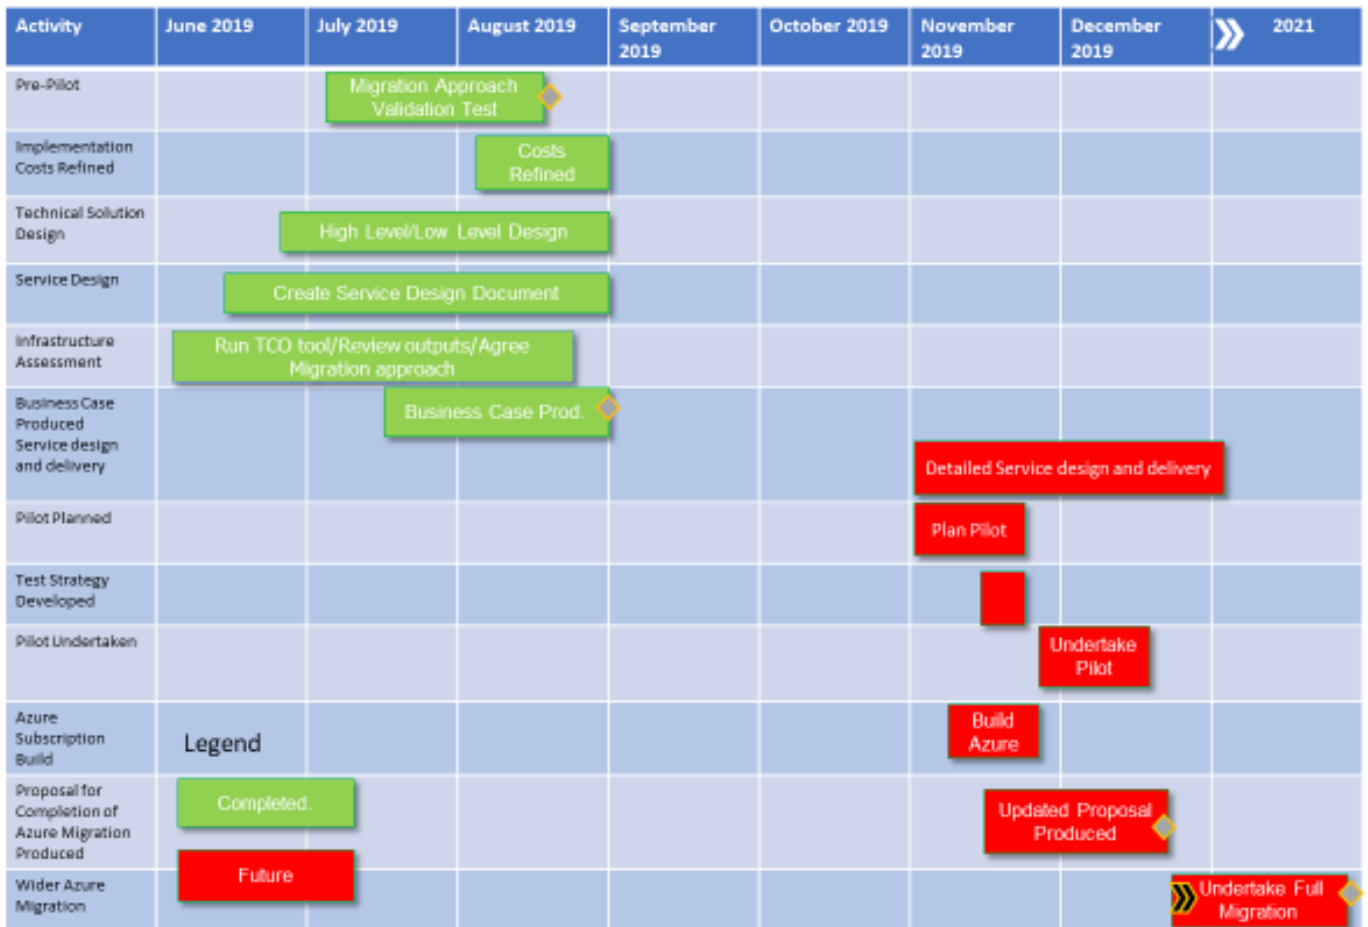 Activity
June 2019
July 2019
August 2019
September
2019
October 2019
November
2019
December
2019
2021
Pre-Pilot
Migration Approach
Validation Test
Implementation
Costs Refined
Costs
Refined
Technical Solution
Design
High Level/Low Level Design
Service Design
Create Service Design Document
Infrastructure
Assessment
Run TCO tool/Review outputs/Agree
Migration approach
Business Case
Produced
Service design
and delivery
Business Case Prod.
Detailed Service design and delivery
Pilot Planned
Plan Pilot
Test Strategy
Developed
Pilot Undertaken
Undertake
Pilot
Azure
Subscription
Build
Legend
Build
Azure
Proposal for
Completion of
Azure Migration
Produced
Completed.
Updated Proposal
Produced
Future
Wider Azure
Migration
Undertake Full
Migration